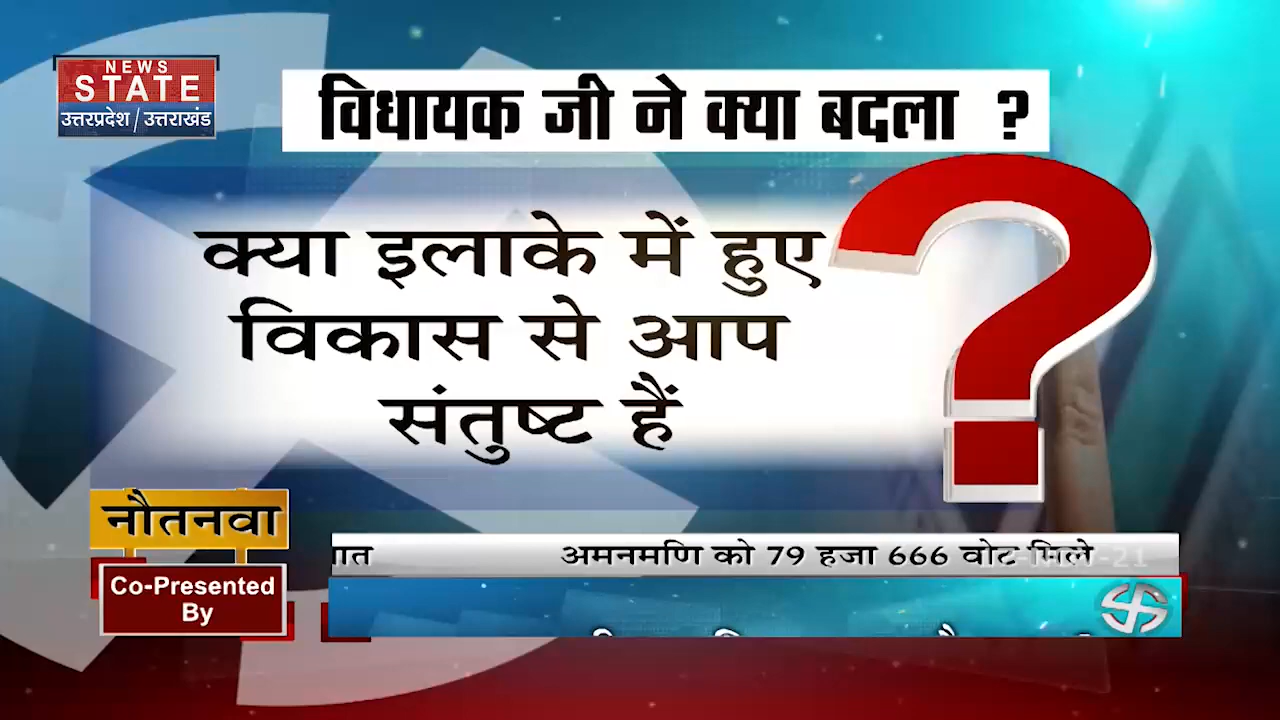 NEWS
STATE
उत्तरप्रदेश/उत्तराखंड
विधायक जी ने क्या बदला ?
क्या इलाके में हुए
विकास से आप
संतुष्ट हैं
?
नौतनवा
Co-Presented
By
अमनमणि को 79 हजा 666 वोट मिले